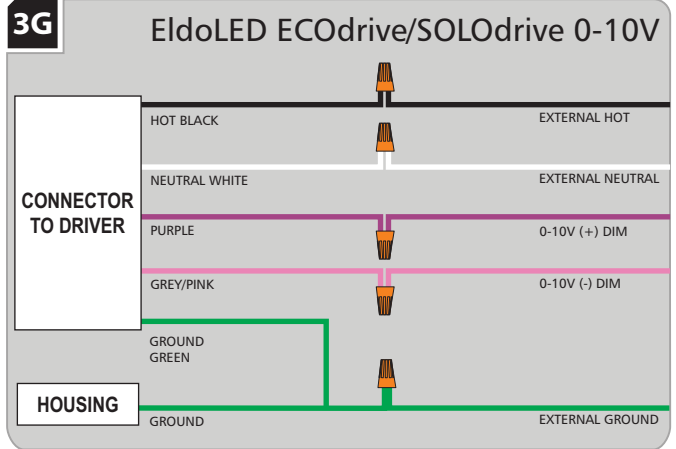 3G
EldoLED ECOdrive/SOLOdrive 0-10V
HOT BLACK
EXTERNAL HOT
NEUTRAL WHITE
EXTERNAL NEUTRAL
CONNECTOR
TO DRIVER
PURPLE
0-10V (+) DIM
GREY/PINK
0-10V (-) DIM
GROUND
GREEN
HOUSING
GROUND
EXTERNAL GROUND